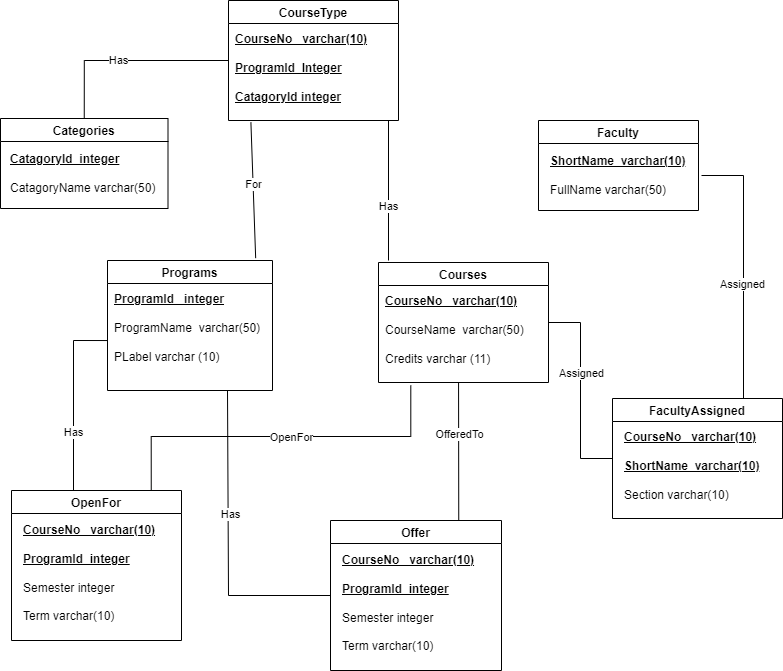 CourseType
CourseNo varchar(10)
ProgramId Integer
CatagoryId integer
Has
Categories
CatagoryId integer
CatagoryName varchar(50)
Faculty
ShortName varchar(10)
FullName varchar(50)
For
Has
Programs
ProgramId integer
ProgramName varchar(50)
PLabel varchar (10)
Courses
CourseNo varchar(10)
CourseName varchar(50)
Credits varchar (11)
Assigned
Assigned
FacultyAssigned
CourseNo varchar(10)
ShortName varchar(10)
Section varchar(10)
Has
OpenFor
OfferedTo
OpenFor
CourseNo varchar(10)
ProgramId integer
Semester integer
Term varchar(10)
Has
Offer
CourseNo varchar(10)
ProgramId integer
Semester integer
Term varchar(10)